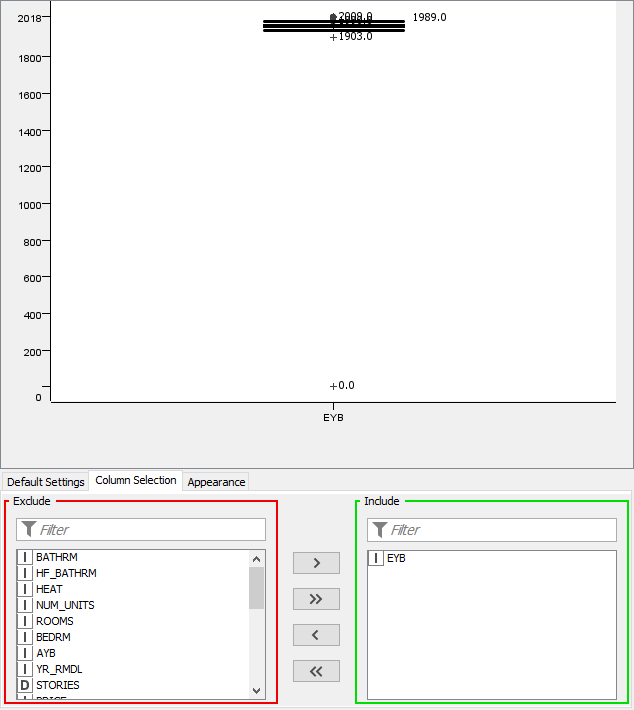 2018
2009.0
1989.0
1903.0
1800
1600
1400
1200
1000
800
600
400
200
0.0
0
EYB
Default Settings Column Selection Appearance
Exclude
Include
Filter
Filter
I BATHRM
I EYB
I HF_BATHRM
I HEAT
I NUM_UNITS
I ROOMS
I BEDRM
I AYB
I YR_RMDL
D STORIES
I PRICE
> 
>>
<
<<